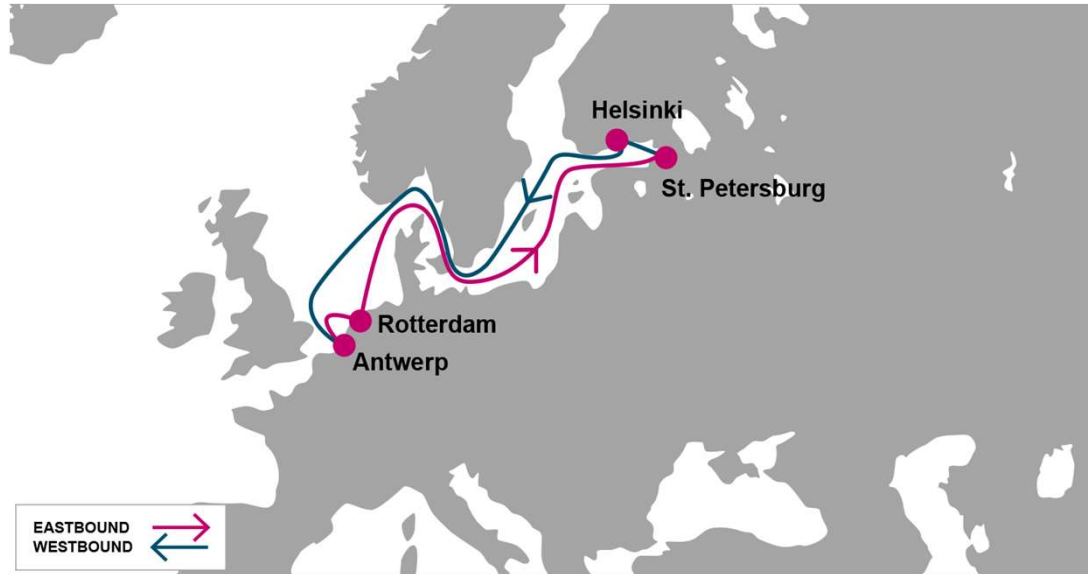 Helsinki
St. Petersburg
Rotterdam
Antwerp
EASTBOUND
WESTBOUND